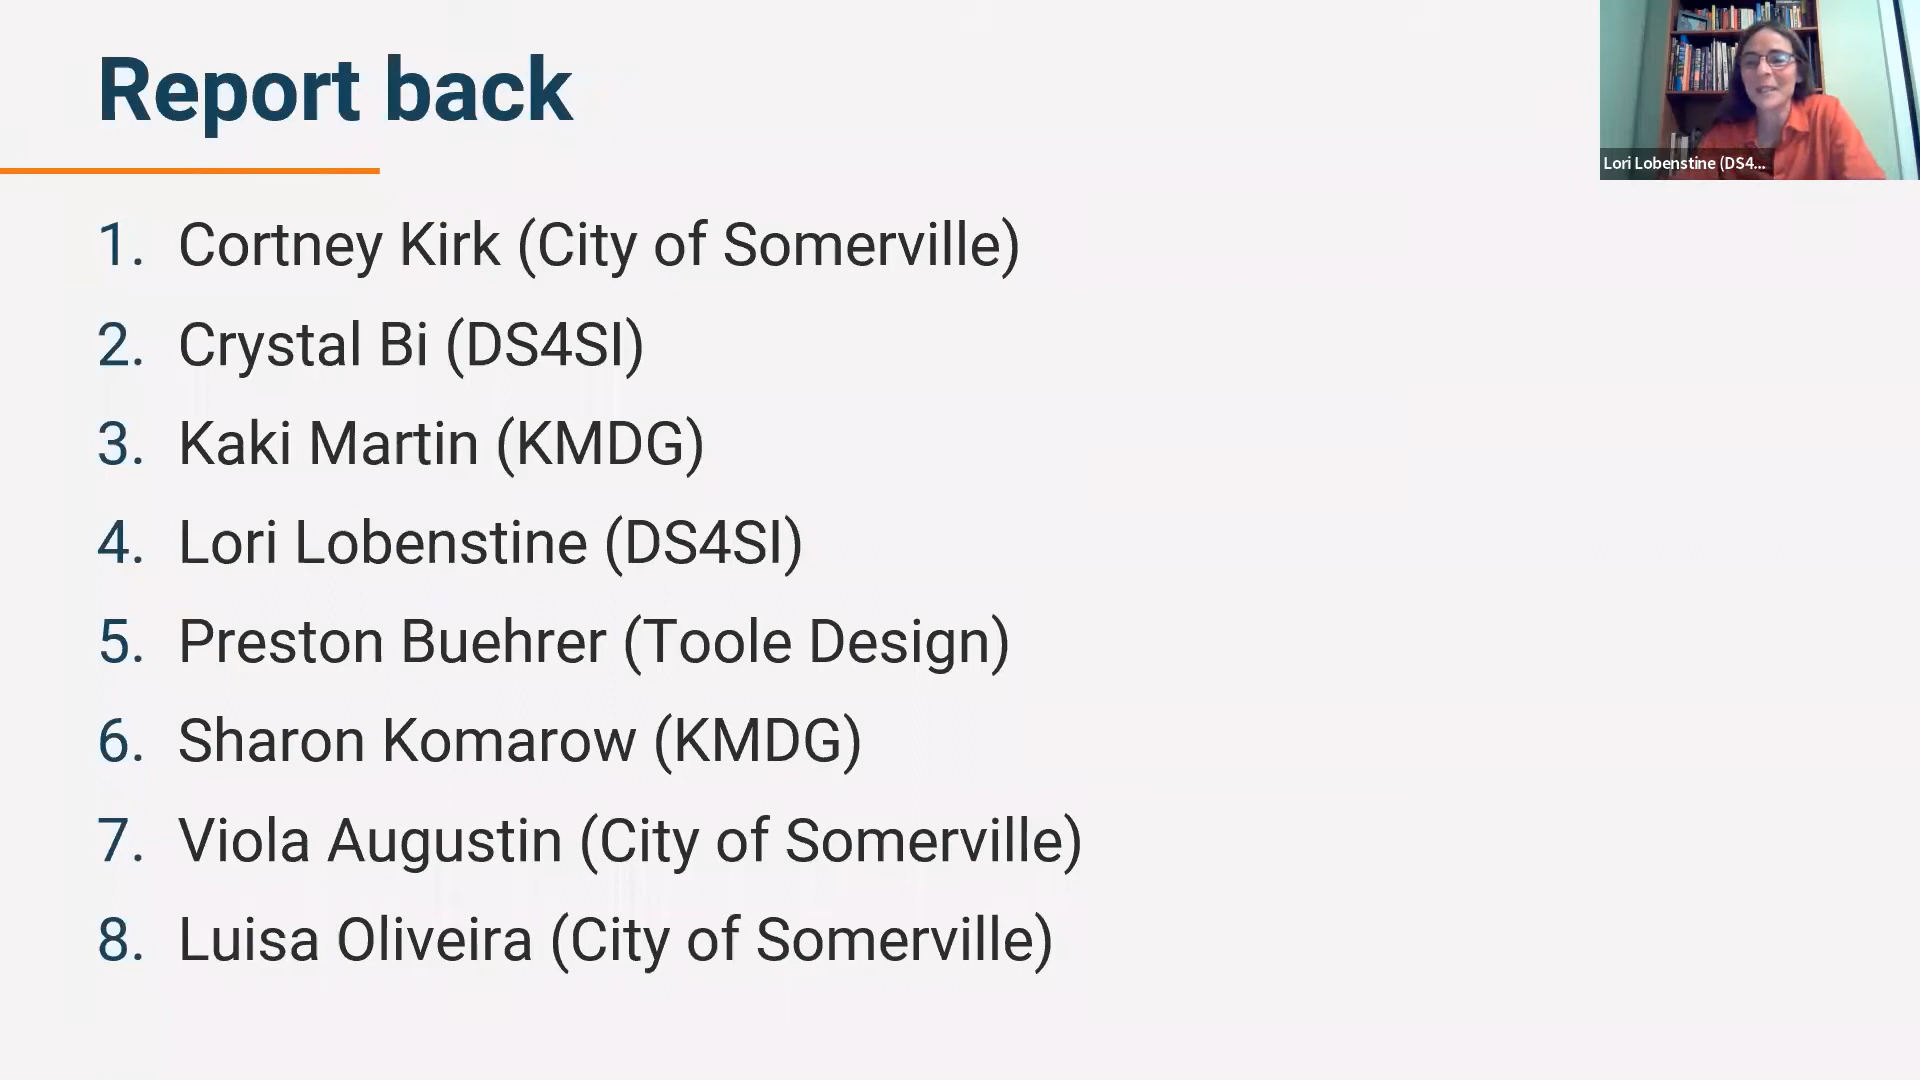 Report back
Lori Lobenstine (DS4...
1. Cortney Kirk (City of Somerville)
2. Crystal Bi (DS4SI)
3. Kaki Martin (KMDG)
4. Lori Lobenstine (DS4SI)
5. Preston Buehrer (Toole Design)
6. Sharon Komarow (KMDG)
7. Viola Augustin (City of Somerville)
8. Luisa Oliveira (City of Somerville)